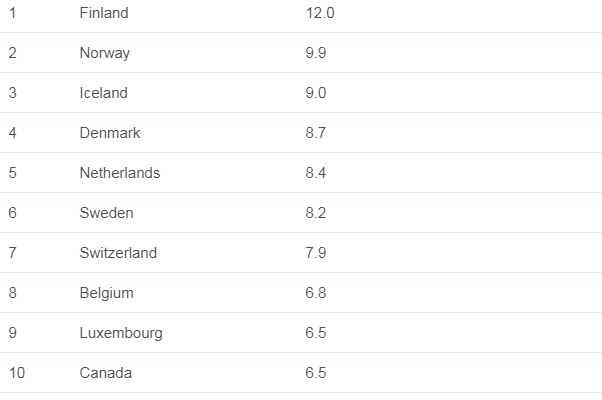 1 Finland 12.0
2 Norway 9.9
3 Iceland 9.0
4 Denmark 8.7
5 Netherlands 8.4
6 Sweden 8.2
7 Switzerland 7.9
8 Belgium 6.8
9 Luxembourg 6.5
10 Canada 6.5